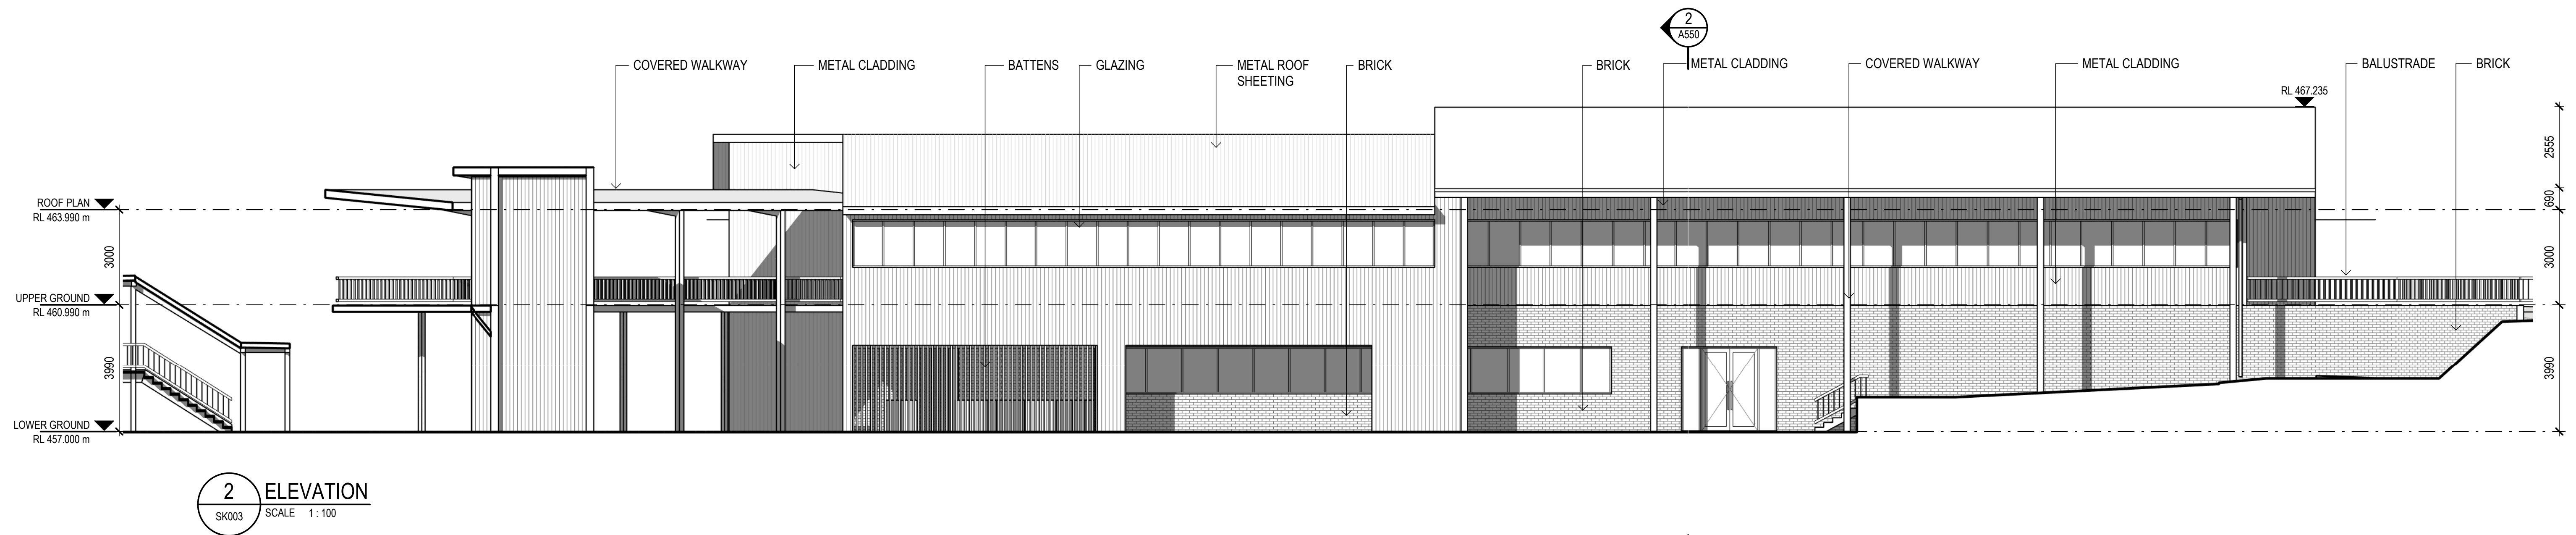 2
A550
COVERED WALKWAY
METAL CLADDING
BATTENS
GLAZING
METAL ROOF
SHEETING
BRICK
BRICK
METAL CLADDING
COVERED WALKWAY
METAL CLADDING
BALUSTRADE
BRICK
RL 467.235
2555
690
3000
3990
ROOF PLAN
RL 463.990 m
3000
UPPER GROUND
RL 460.990 m
3990
LOWER GROUND
RL 457.000 m
2
SK003
ELEVATION
SCALE 1 : 100